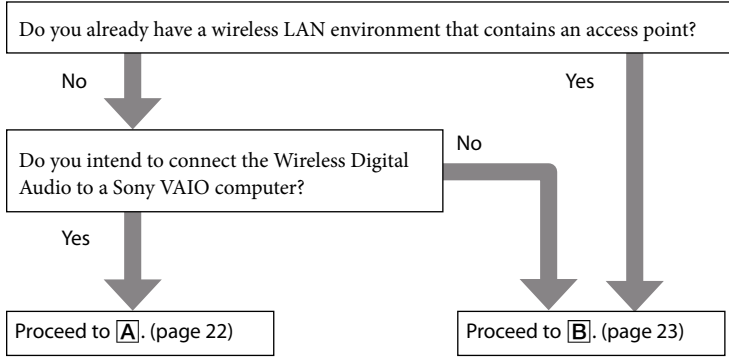 Do you already have a wireless LAN environment that contains an access point?
No
Yes
Do you intend to connect the Wireless Digital
Audio to a Sony VAIO computer?
No
Yes
Proceed to A. (page 22)
Proceed to B. (page 23)